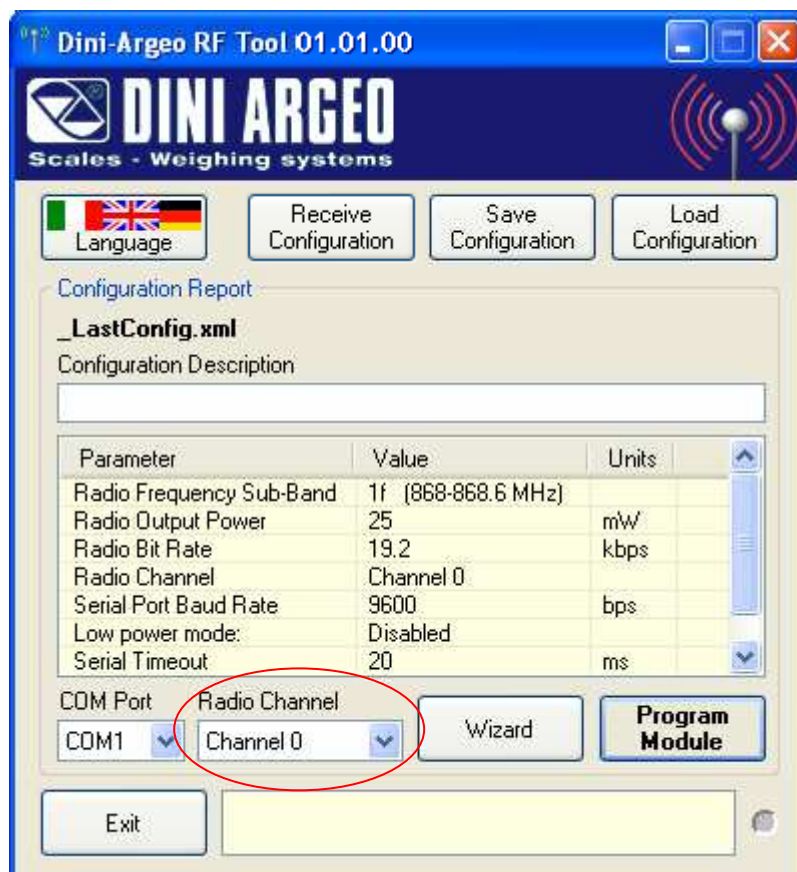 Dini-Argeo RF Tool 01.01.00
DINI ARGEO
Scales - Weighing systems
Language
Receive Configuration
Save Configuration
Load Configuration
Configuration Report
_LastConfig.xml
Configuration Description
Parameter Value Units
Radio Frequency Sub-Band 1f (868-868.6 MHz)
Radio Output Power 25 mW
Radio Bit Rate 19.2 kbps
Radio Channel Channel 0
Serial Port Baud Rate 9600 bps
Low power mode: Disabled
Serial Timeout 20 ms
COM Port Radio Channel
COM1 Channel 0 Wizard Program Module
Exit